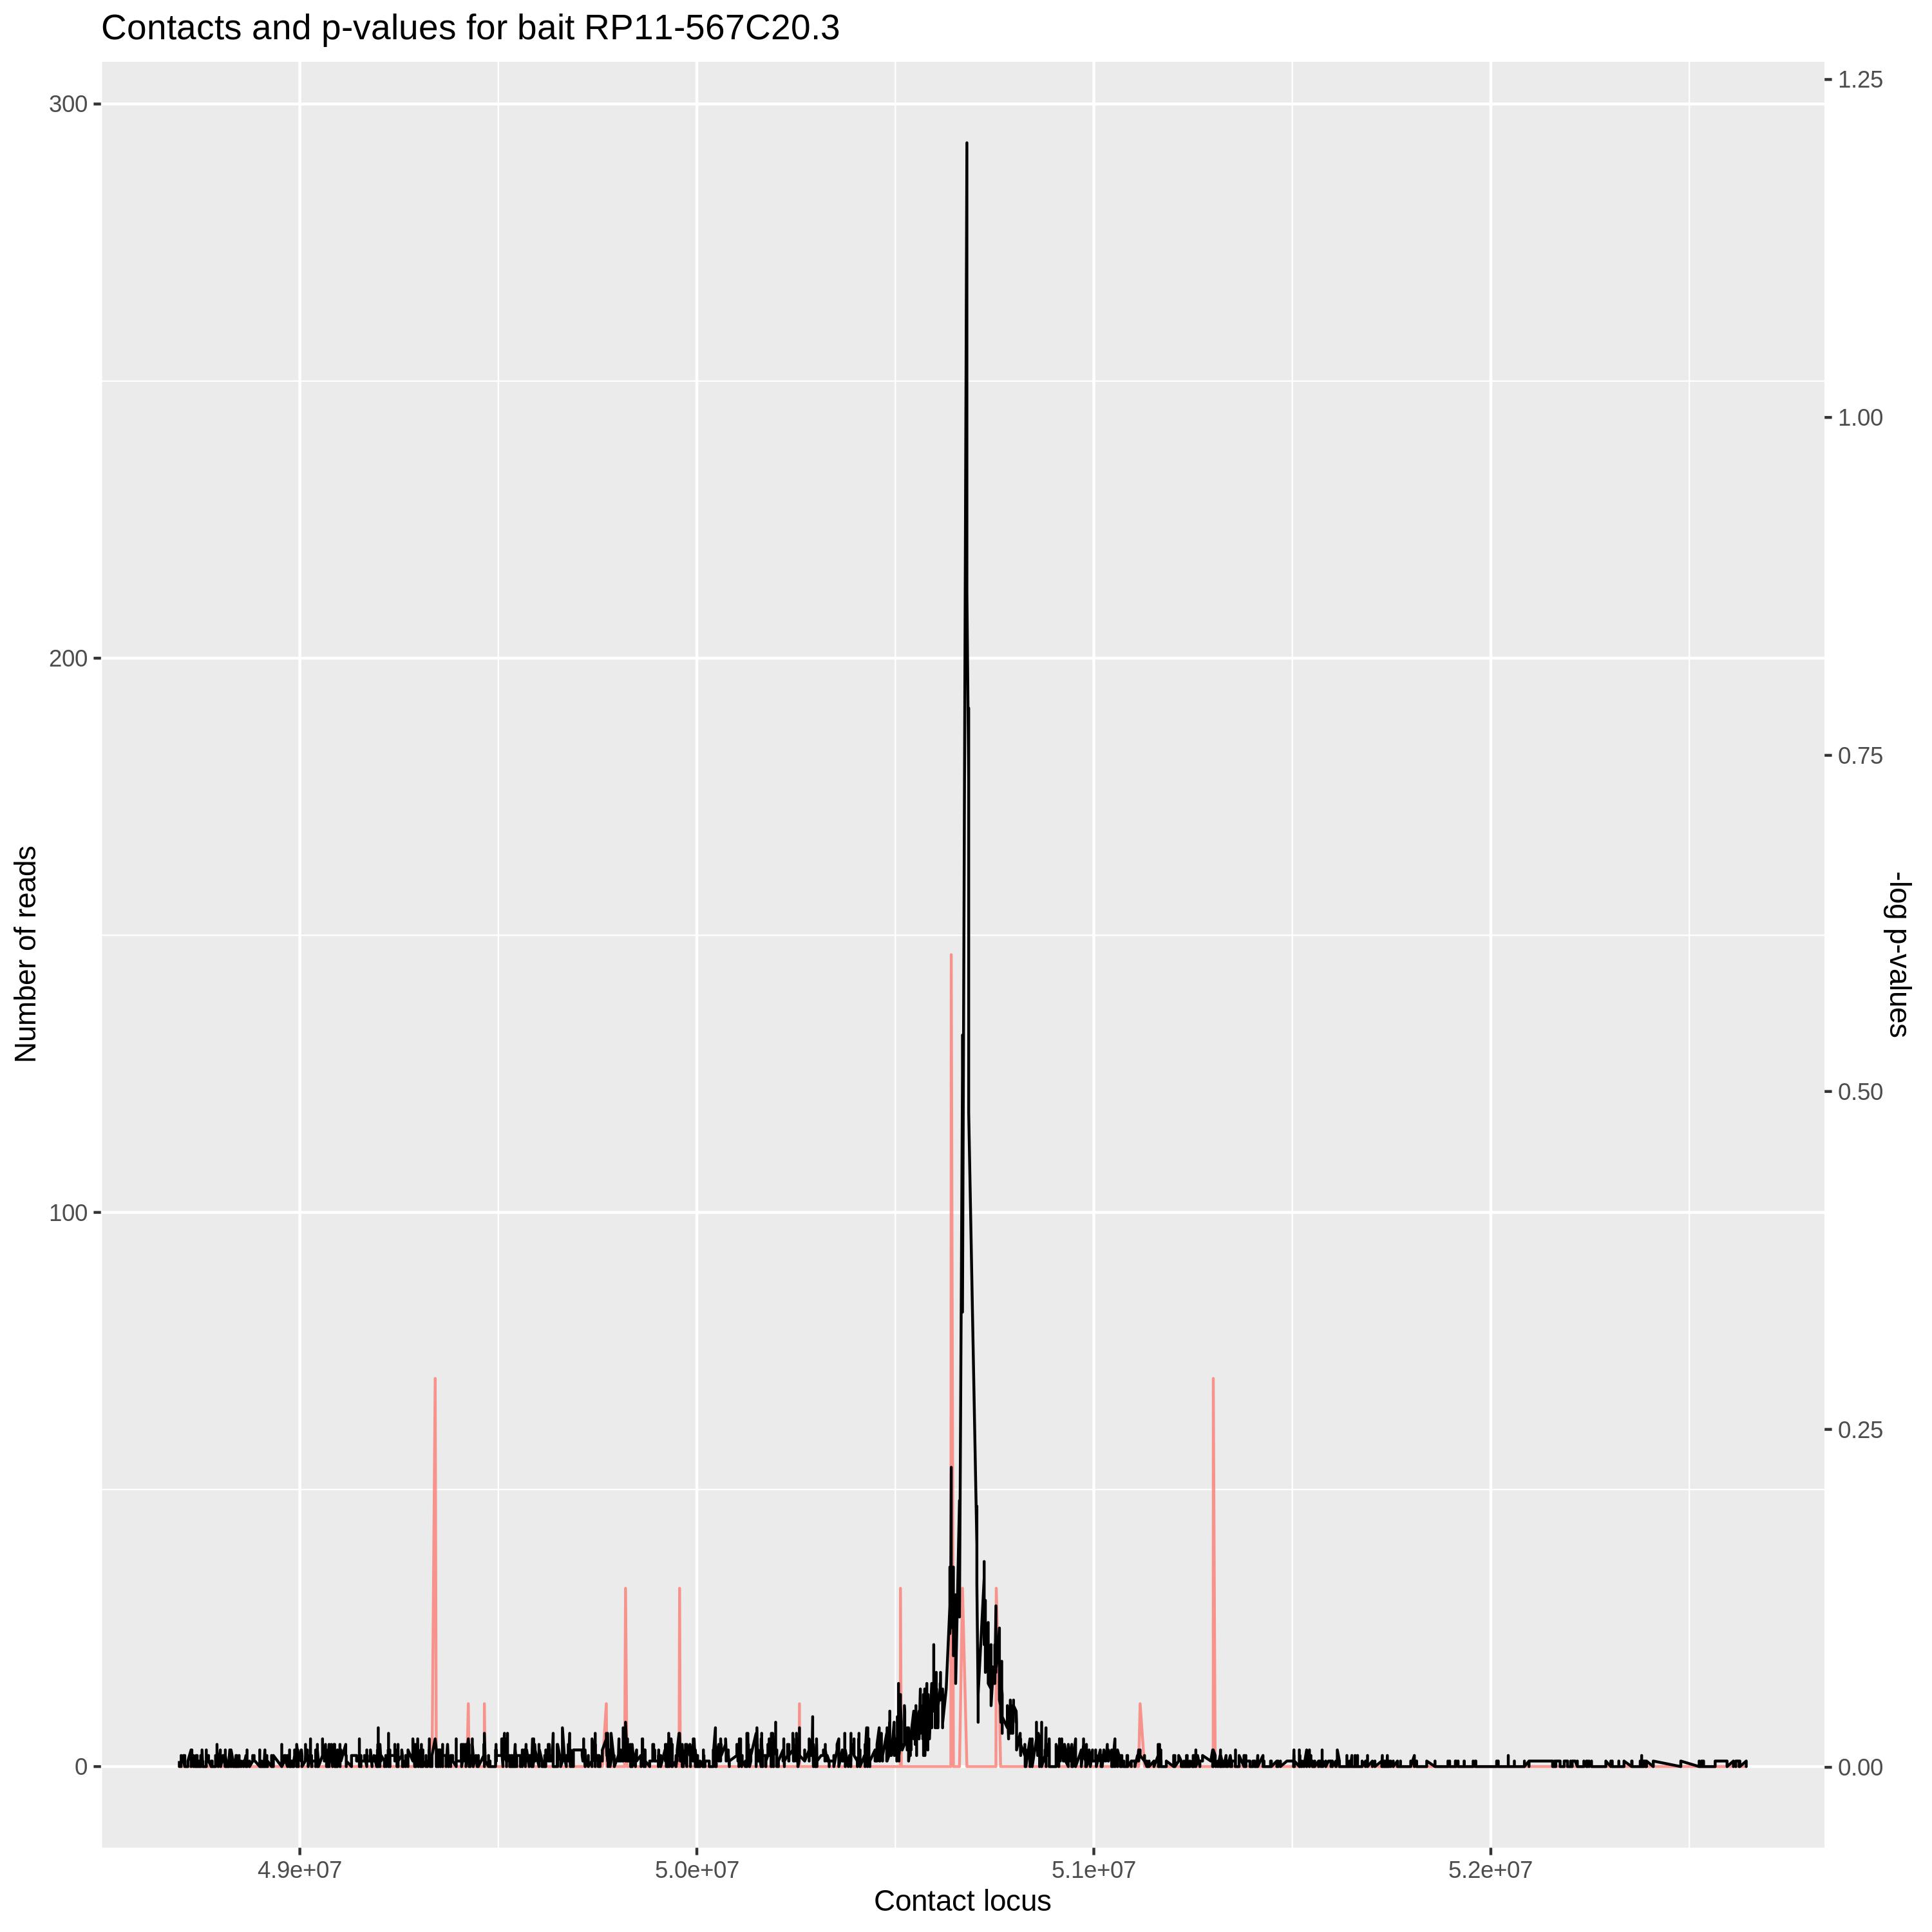 Contacts and p-values for bait RP11-567C20.3
300
200
100
0
Number of reads
1.25
1.00
0.75
0.50
0.25
0.00
-log p-values
4.9e+07
5.0e+07
5.1e+07
5.2e+07
Contact locus